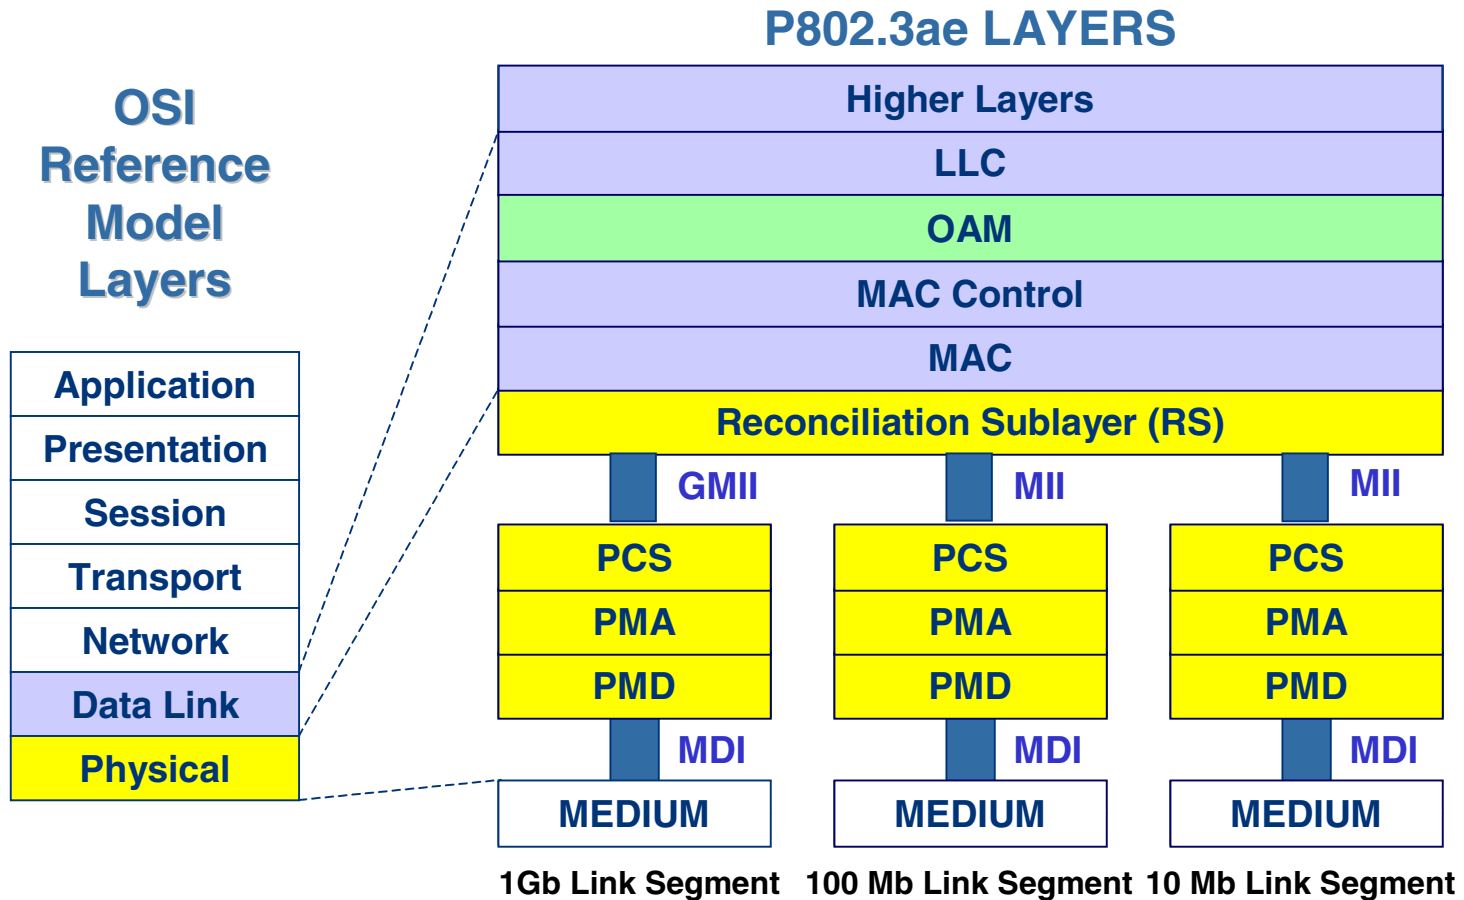 P802.3ae LAYERS
OSI
Reference
Model
Layers
Application
Presentation
Session
Transport
Network
Data Link
Physical
Higher Layers
LLC
OAM
MAC Control
MAC
Reconciliation Sublayer (RS)
GMII
MII
MII
PCS
PCS
PCS
PMA
PMA
PMA
PMD
PMD
PMD
MDI
MDI
MDI
MEDIUM
MEDIUM
MEDIUM
1Gb Link Segment
100 Mb Link Segment
10 Mb Link Segment